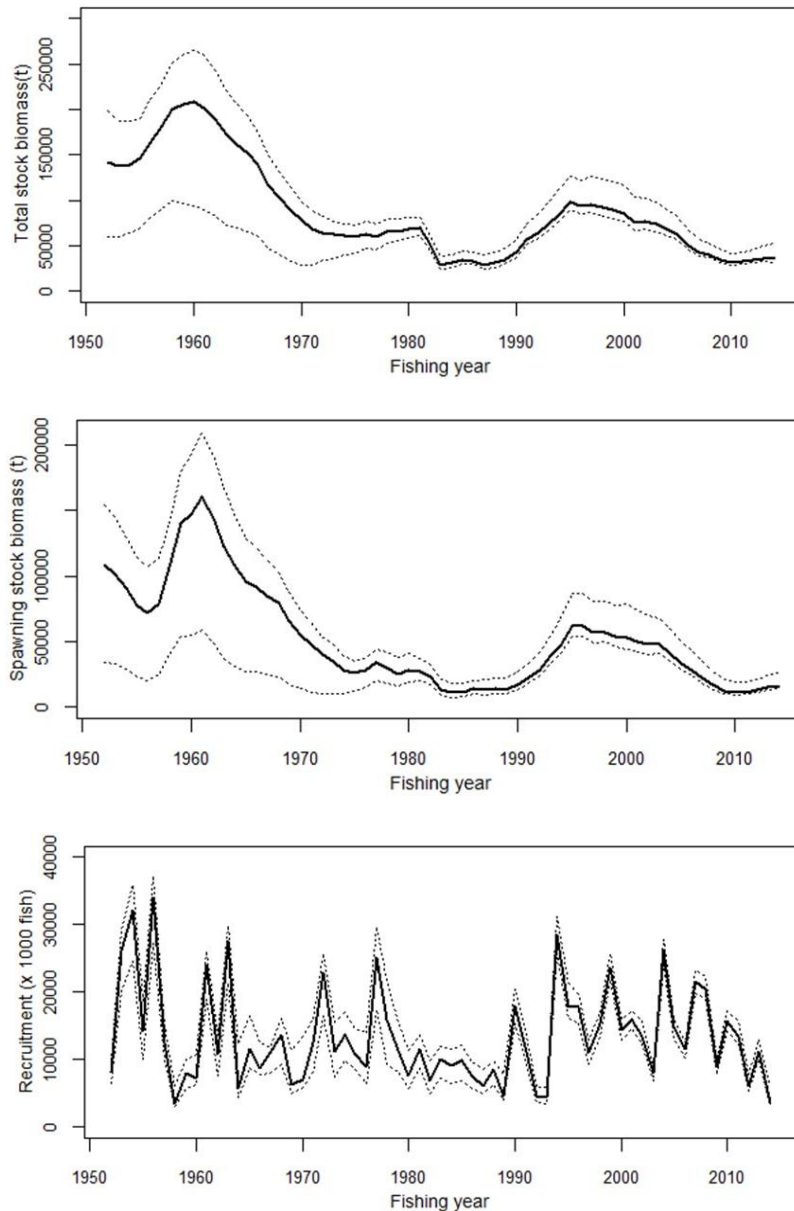 Total stock biomass(t)
250000
150000
50000
0
1950 1960 1970 1980 1990 2000 2010
Fishing year
Spawning stock biomass (t)
200000
150000
100000
50000
0
1950 1960 1970 1980 1990 2000 2010
Fishing year
Recruitment (x 1000 fish)
40000
30000
20000
10000
0
1950 1960 1970 1980 1990 2000 2010
Fishing year